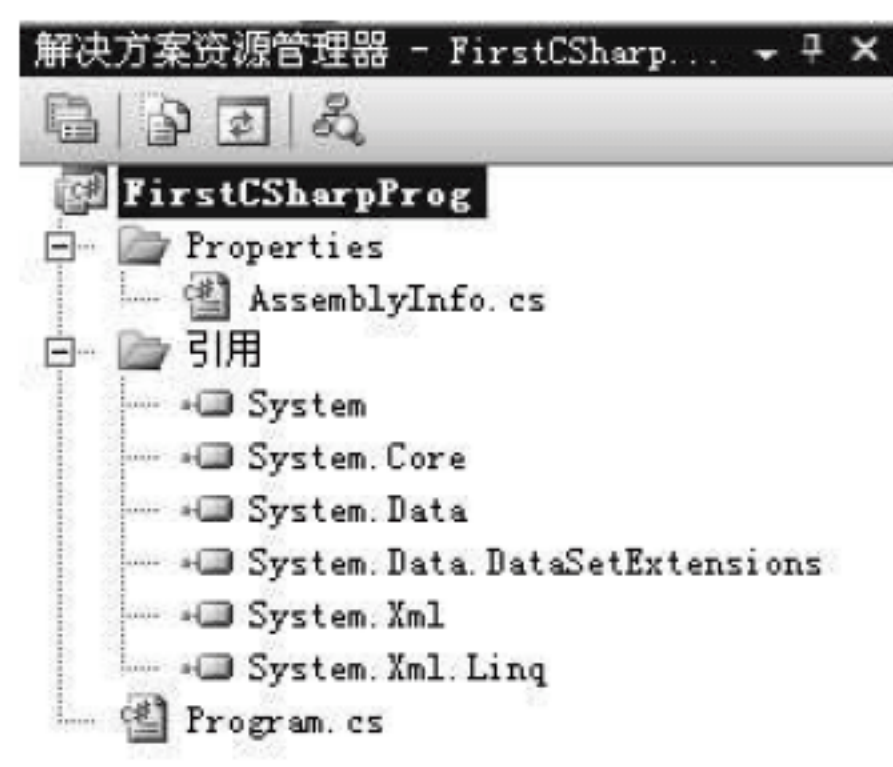 解决方案资源管理器 - FirstCSharp...
FirstCSharpProg
Properties
AssemblyInfo.cs
引用
System
System.Core
System.Data
System.Data.DataSetExtensions
System.Xml
System.Xml.Linq
Program.cs